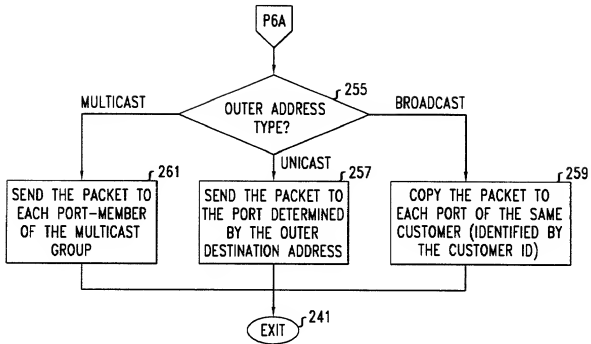 P6A
255
MULTICAST
OUTER ADDRESS
TYPE?
BROADCAST
UNICAST
261
SEND THE PACKET TO
EACH PORT-MEMBER
OF THE MULTICAST
GROUP
257
SEND THE PACKET TO
THE PORT DETERMINED
BY THE OUTER
DESTINATION ADDRESS
259
COPY THE PACKET TO
EACH PORT OF THE SAME
CUSTOMER (IDENTIFIED BY
THE CUSTOMER ID)
EXIT
241